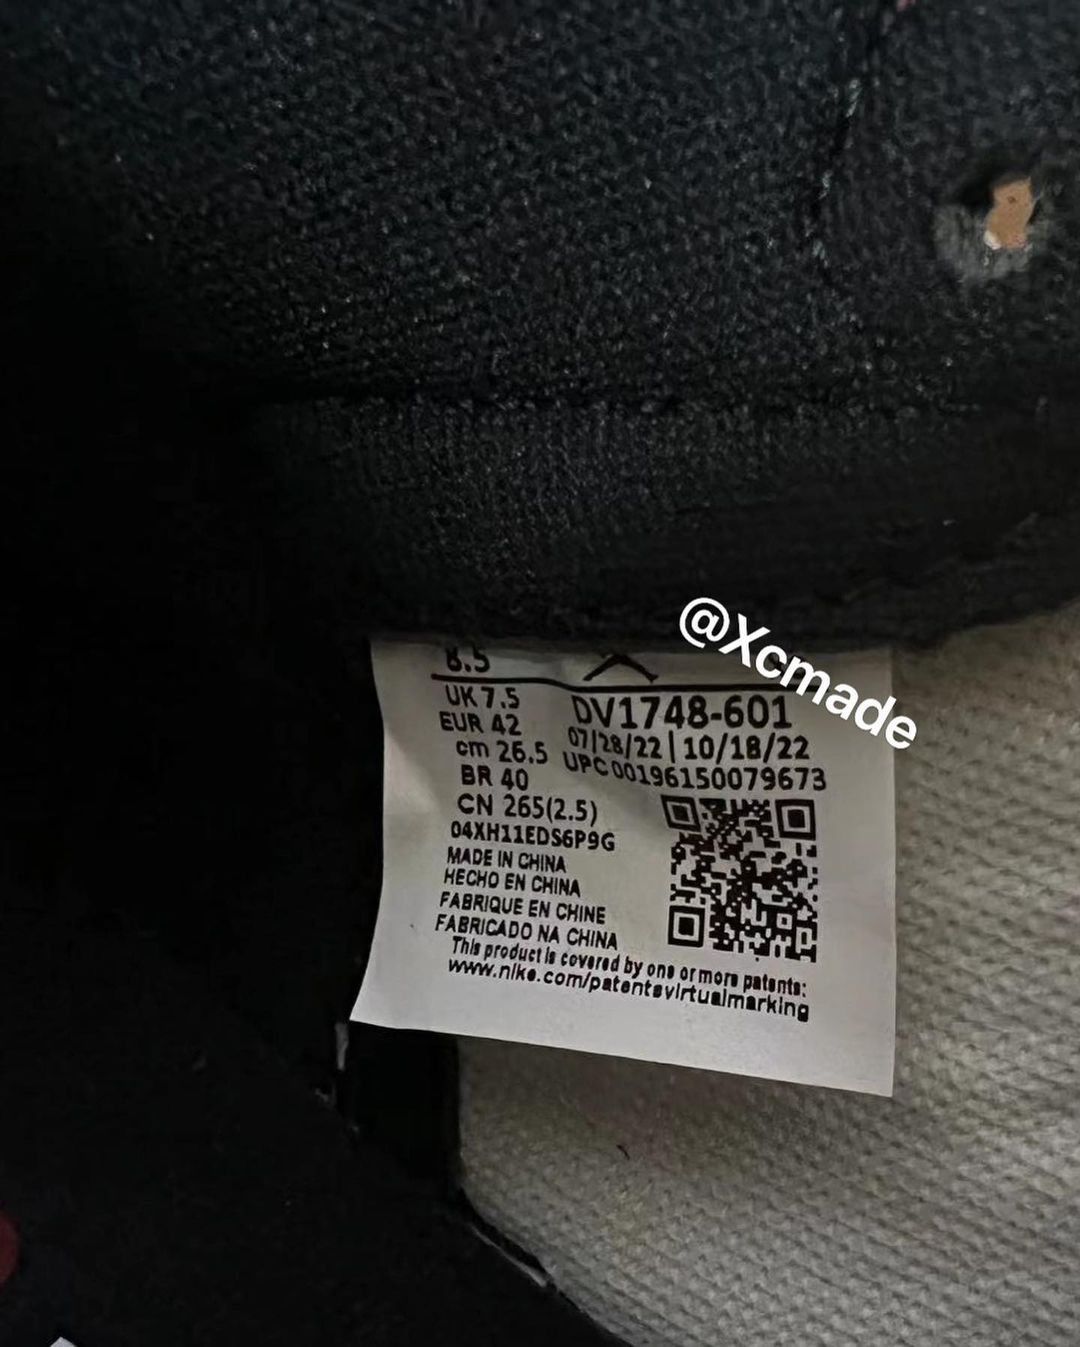 @Xcmade
8.5
UK 7.5
EUR 42
cm 26.5
BR 40
CN 265(2.5)
DV1748-601
07/28/22 | 10/18/22
UPC00196150079673
04XH11EDS6P9G
MADE IN CHINA
HECHO EN CHINA
FABRIQUE EN CHINE
FABRICADO NA CHINA
This product is covered by one or more patents:
www.nike.com/patentsvirtualmarking